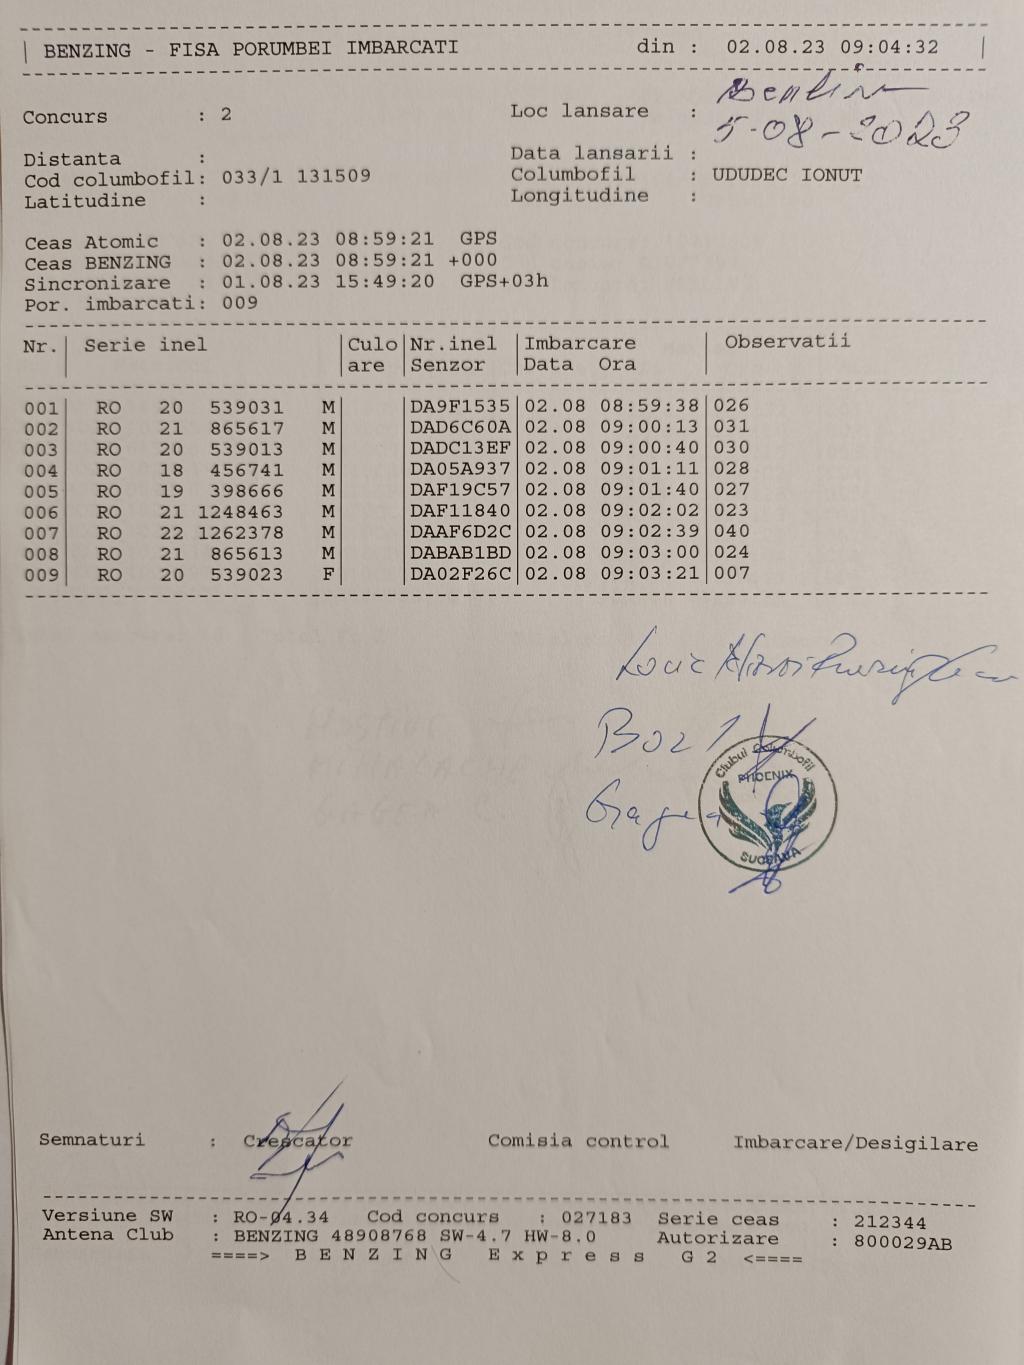 BENZING - FISA PORUMBEI IMBARCATI din : 02.08.23 09:04:32
Concurs : 2 Loc lansare : Berlin
5-08-2023
Distanta : Data lansarii :
Cod columbofil: 033/1 131509 Columbofil : UDUDEC IONUT
Latitudine : Longitudine :
Ceas Atomic : 02.08.23 08:59:21 GPS
Ceas BENZING : 02.08.23 08:59:21 +000
Sincronizare : 01.08.23 15:49:20 GPS+03h
Por. imbarcati: 009
Nr. Serie inel Culo Nr.inel Imbarcare Observatii
are Senzor Data Ora
001 RO 20 539031 M DA9F1535 02.08 08:59:38 026
002 RO 21 865617 M DAD6C60A 02.08 09:00:13 031
003 RO 20 539013 M DADC13EF 02.08 09:00:40 030
004 RO 18 456741 M DA05A937 02.08 09:01:11 028
005 RO 19 398666 M DAF19C57 02.08 09:01:40 027
006 RO 21 1248463 M DAF11840 02.08 09:02:02 023
007 RO 22 1262378 M DAAF6D2C 02.08 09:02:39 040
008 RO 21 865613 M DABAB1BD 02.08 09:03:00 024
009 RO 20 539023 F DA02F26C 02.08 09:03:21 007
Clubul Columbofil
PHOENIX
SUCEAVA
Semnaturi : Crescator Comisia control Imbarcare/Desigilare
Versiune SW : RO-04.34 Cod concurs : 027183 Serie ceas : 212344
Antena Club : BENZING 48908768 SW-4.7 HW-8.0 Autorizare : 800029AB
====> B E N Z I N G E x p r e s s G 2 <====